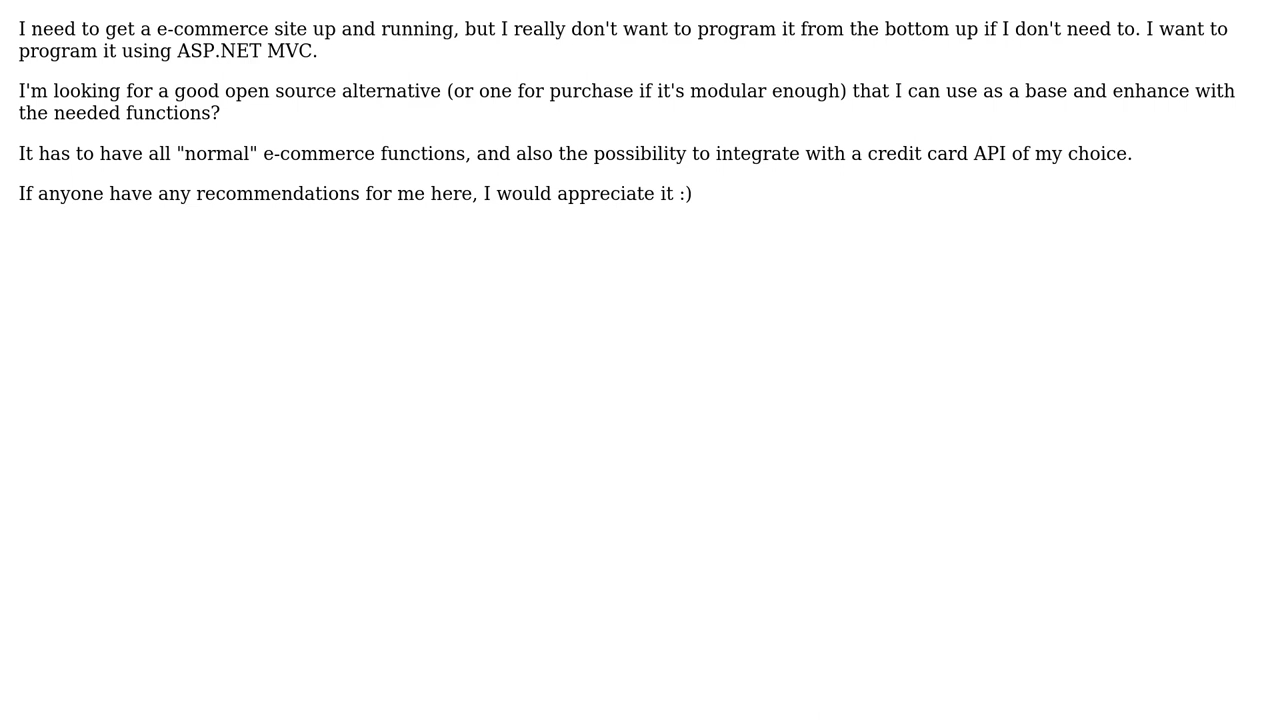 I need to get a e-commerce site up and running, but I really don't want to program it from the bottom up if I don't need to. I want to
program it using ASP.NET MVC.
I'm looking for a good open source alternative (or one for purchase if it's modular enough) that I can use as a base and enhance with
the needed functions?
It has to have all "normal" e-commerce functions, and also the possibility to integrate with a credit card API of my choice.
If anyone have any recommendations for me here, I would appreciate it :)